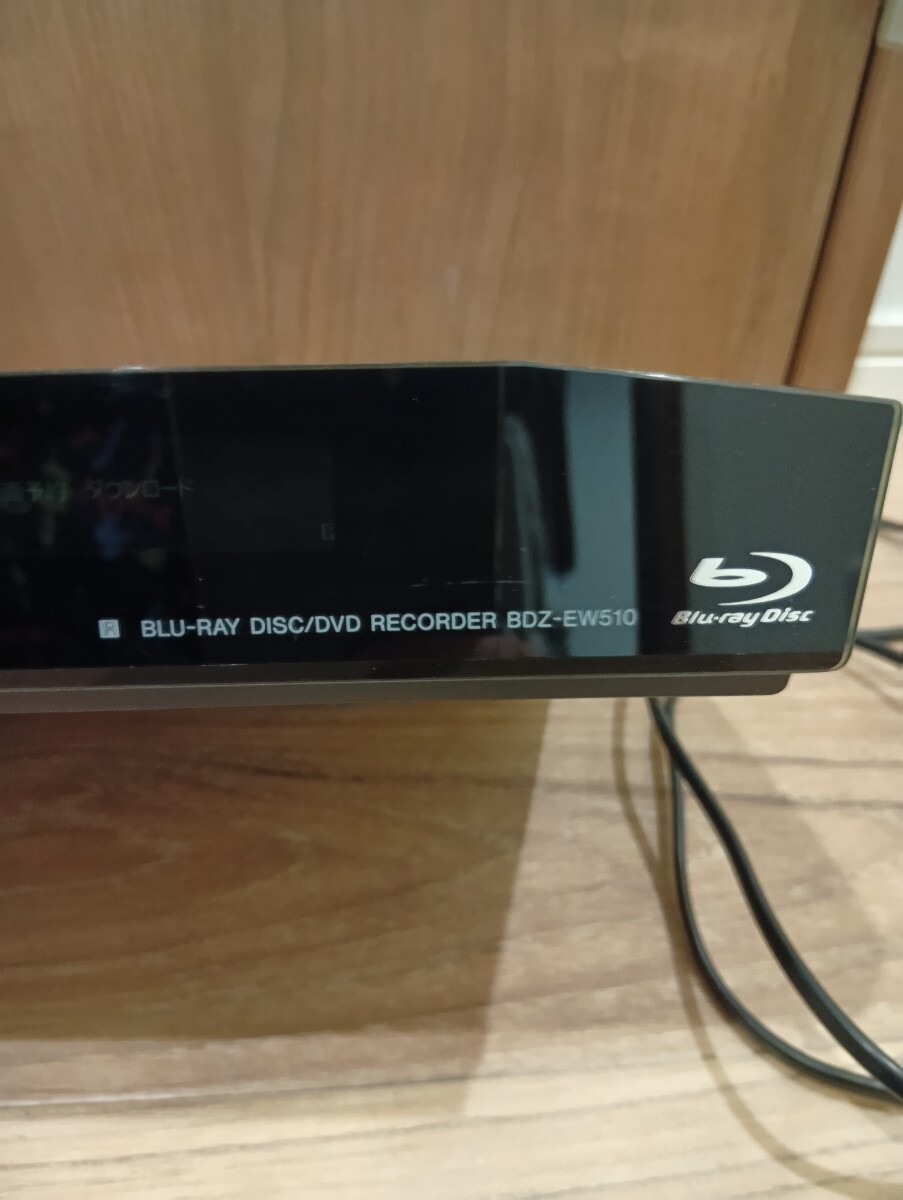 ダウンロード
R BLU-RAY DISC/DVD RECORDER BDZ-EW510
b
Blu-ray Disc